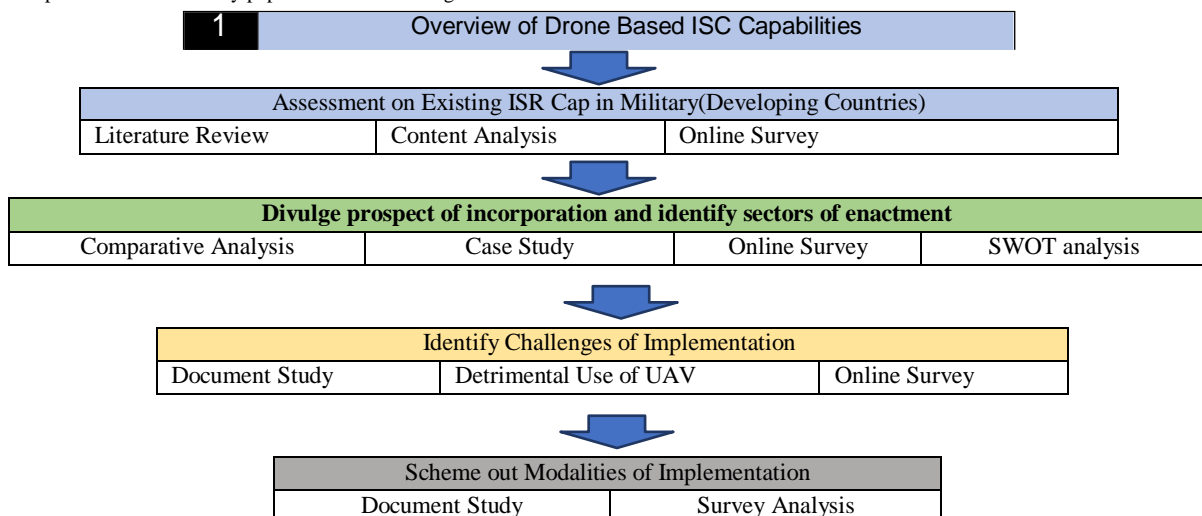 1 Overview of Drone Based ISC Capabilities
Assessment on Existing ISR Cap in Military(Developing Countries)
Literature Review Content Analysis Online Survey
Divulge prospect of incorporation and identify sectors of enactment
Comparative Analysis Case Study Online Survey SWOT analysis
Identify Challenges of Implementation
Document Study Detrimental Use of UAV Online Survey
Scheme out Modalities of Implementation
Document Study Survey Analysis